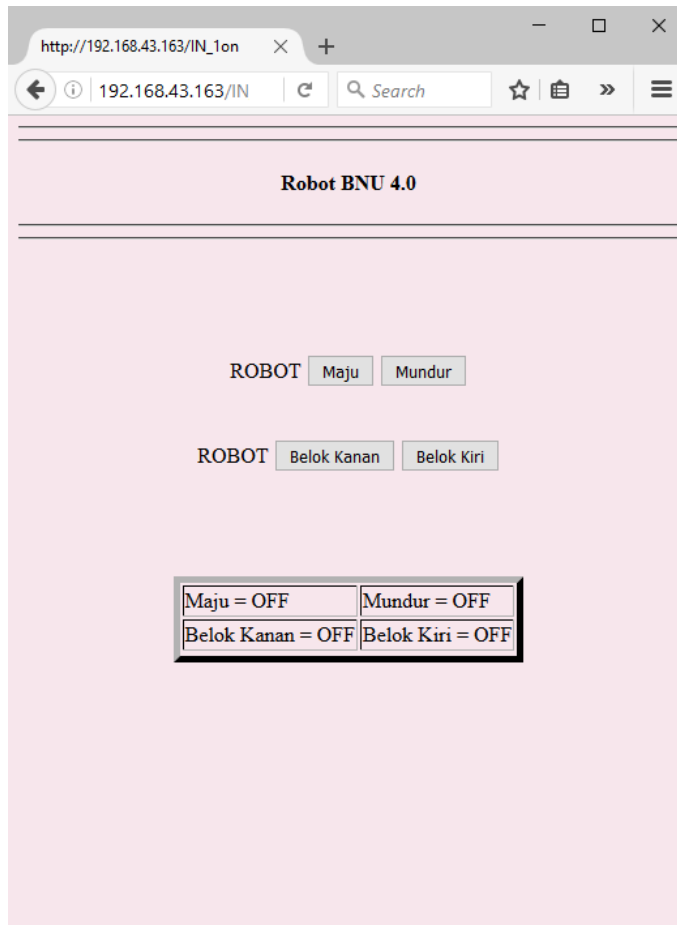 http://192.168.43.163/IN_1on
192.168.43.163/IN Search
Robot BNU 4.0
ROBOT Maju Mundur
ROBOT Belok Kanan Belok Kiri
Maju = OFF Mundur = OFF
Belok Kanan = OFF Belok Kiri = OFF